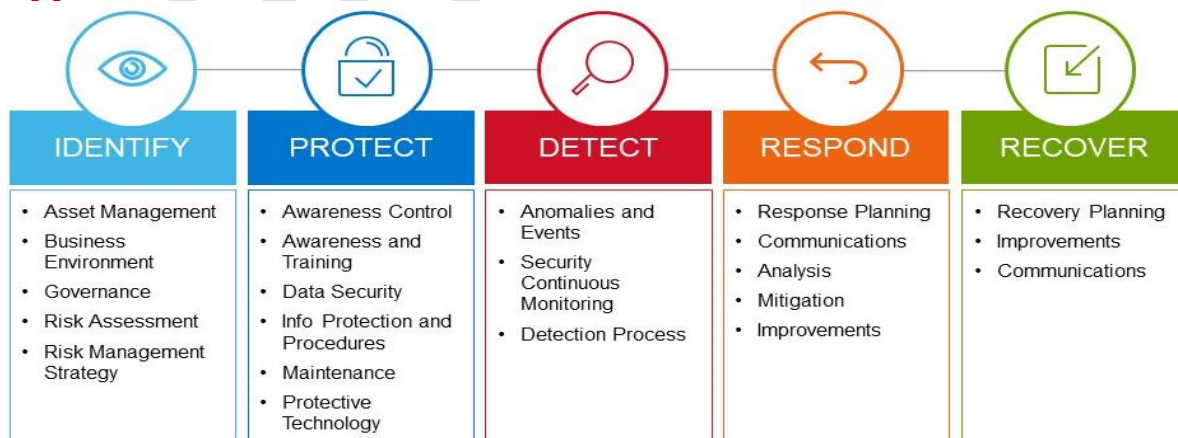 IDENTIFY
• Asset Management
• Business
Environment
• Governance
• Risk Assessment
• Risk Management
Strategy
PROTECT
• Awareness Control
• Awareness and
Training
• Data Security
• Info Protection and
Procedures
• Maintenance
• Protective
Technology
DETECT
• Anomalies and
Events
• Security
Continuous
Monitoring
• Detection Process
RESPOND
• Response Planning
• Communications
• Analysis
• Mitigation
• Improvements
RECOVER
• Recovery Planning
• Improvements
• Communications